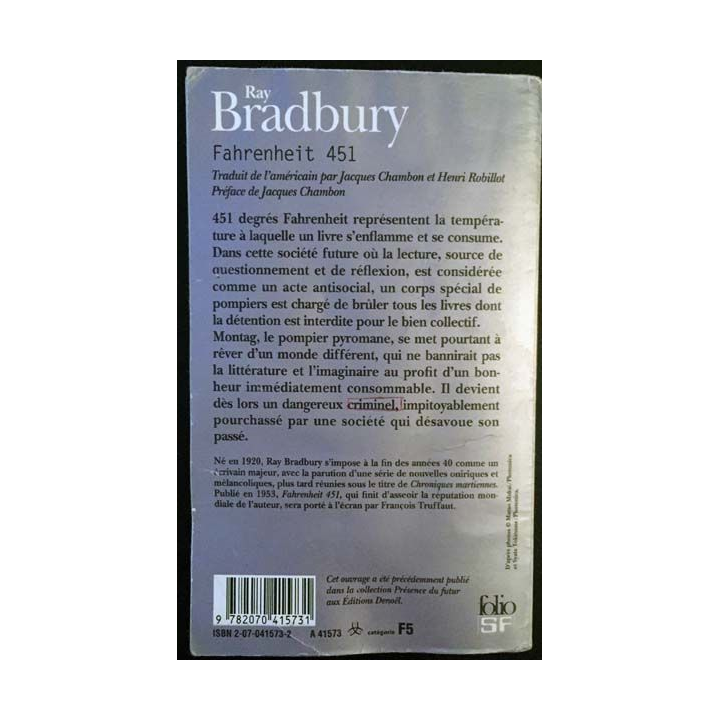 Ray
Bradbury
Fahrenheit 451
Traduit de l'américain par Jacques Chambon et Henri Robillot
Préface de Jacques Chambon
451 degrés Fahrenheit représentent la tempéra-
ture à laquelle un livre s'enflamme et se consume.
Dans cette société future où la lecture, source de
questionnement et de réflexion, est considérée
comme un acte antisocial, un corps spécial de
pompiers est chargé de brûler tous les livres dont
la détention est interdite pour le bien collectif.
Montag, le pompier pyromane, se met pourtant à
rêver d'un monde différent, qui ne bannirait pas
la littérature et l'imaginaire au profit d'un bon-
heur immédiatement consommable. Il devient
dès lors un dangereux criminel, impitoyablement
pourchassé par une société qui désavoue son
passé.
Né en 1920, Ray Bradbury s'impose à la fin des années 40 comme un
écrivain majeur, avec la parution d'une série de nouvelles oniriques et
mélancoliques, plus tard réunies sous le titre de Chroniques martiennes.
Publié en 1953, Fahrenheit 451, qui finit d'asseoir la réputation mon-
diale de l'auteur, sera porté à l'écran par François Truffaut.
D'après photos ©
Photonica.
Cet ouvrage a été précédemment publié
dans la collection Présence du futur
aux Éditions Denoël.
9 782070 415731
ISBN 2-07-041573-2 A 41573 catégorie F5
folio
SF